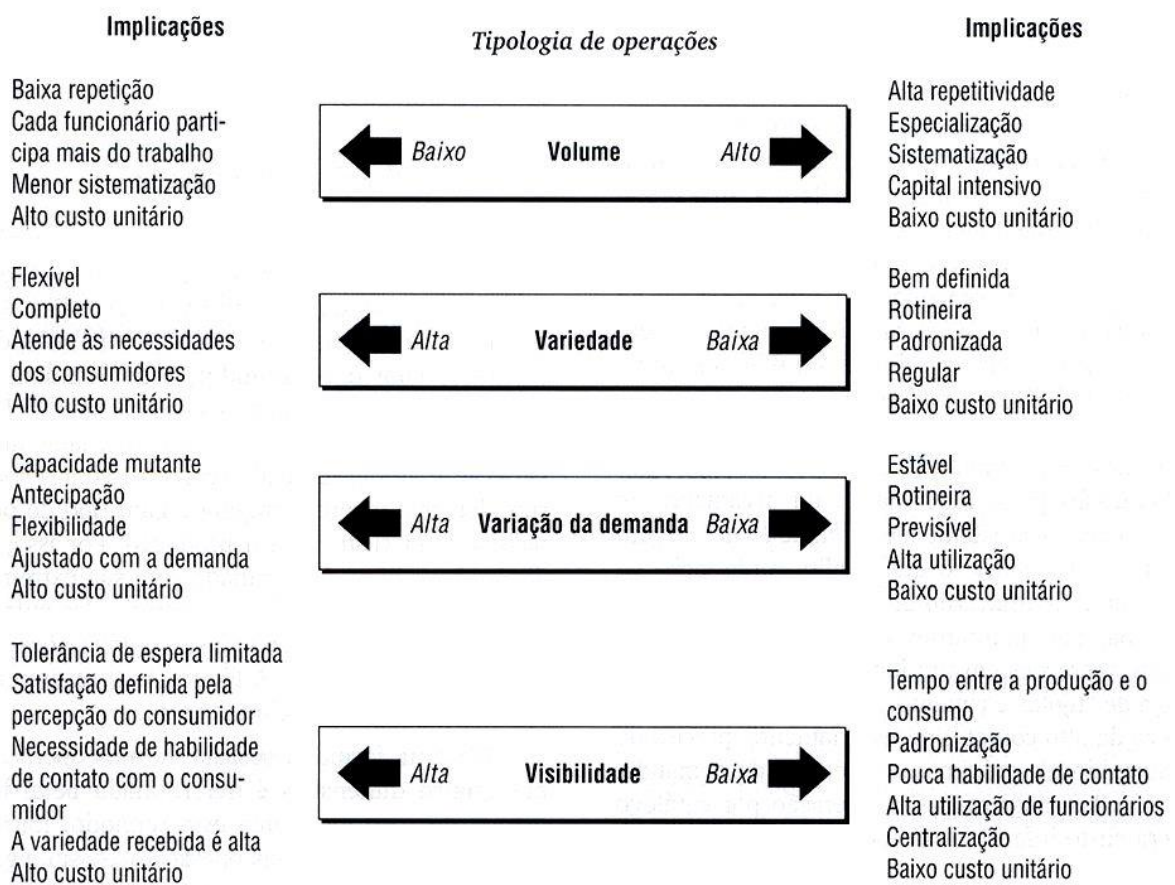 Implicações
Tipologia de operações
Implicações
Baixa repetição
Cada funcionário parti-
cipa mais do trabalho
Menor sistematização
Alto custo unitário
Baixo Volume Alto
Alta repetitividade
Especialização
Sistematização
Capital intensivo
Baixo custo unitário
Flexível
Completo
Atende às necessidades
dos consumidores
Alto custo unitário
Alta Variedade Baixa
Bem definida
Rotineira
Padronizada
Regular
Baixo custo unitário
Capacidade mutante
Antecipação
Flexibilidade
Ajustado com a demanda
Alto custo unitário
Alta Variação da demanda Baixa
Estável
Rotineira
Previsível
Alta utilização
Baixo custo unitário
Tolerância de espera limitada
Satisfação definida pela
percepção do consumidor
Necessidade de habilidade
de contato com o consu-
midor
A variedade recebida é alta
Alto custo unitário
Alta Visibilidade Baixa
Tempo entre a produção e o
consumo
Padronização
Pouca habilidade de contato
Alta utilização de funcionários
Centralização
Baixo custo unitário